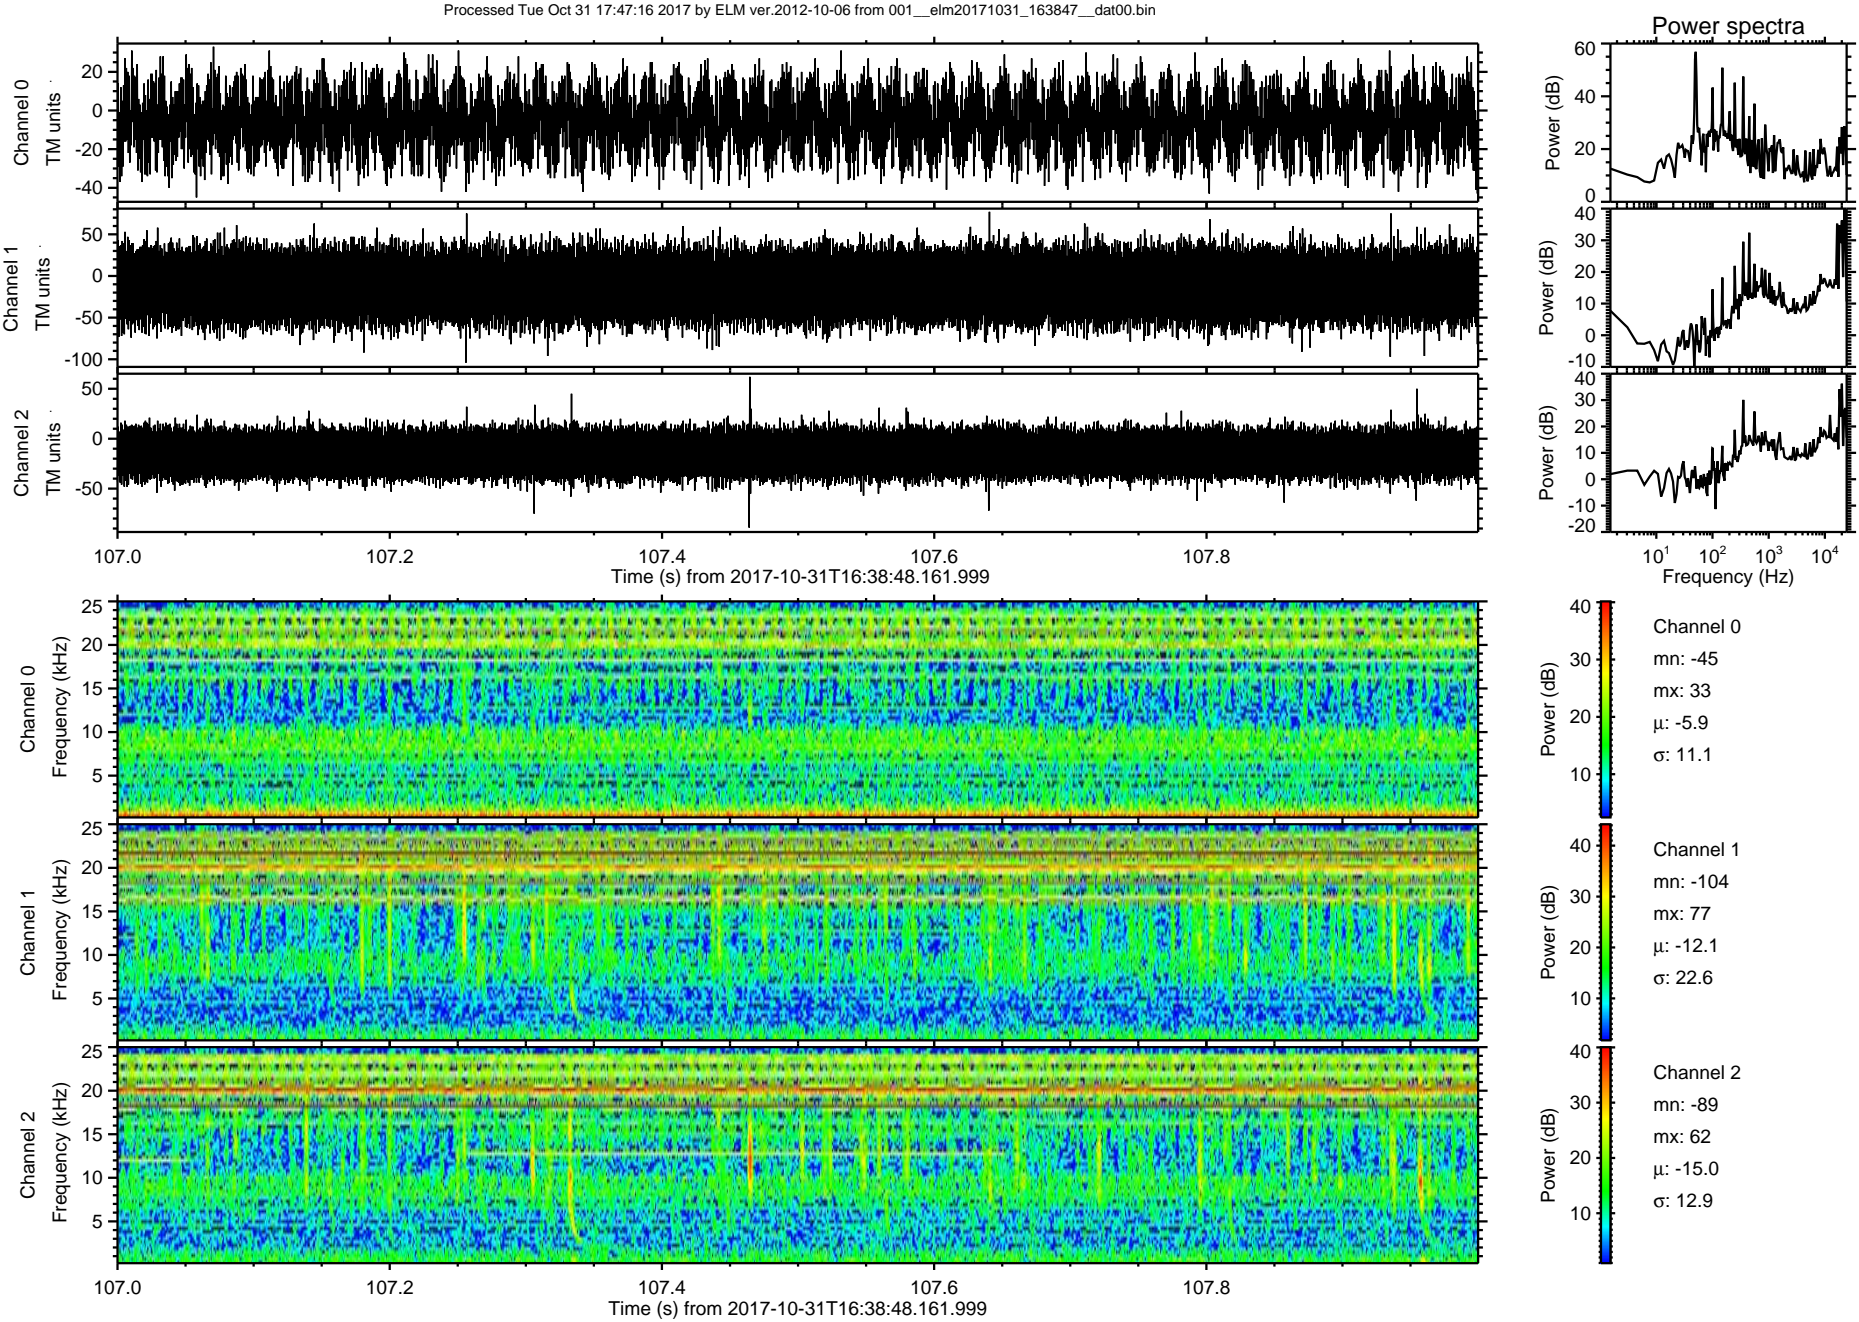 Processed Tue Oct 31 17:47:16 2017 by ELM ver.2012-10-06 from 001__elm20171031_163847__dat00.bin
Power spectra
Channel 0
TM units
20
0
-20
-40
Power (dB)
60
40
20
0
Channel 1
TM units
50
0
-50
-100
Power (dB)
40
30
20
10
0
-10
Channel 2
TM units
50
0
-50
Power (dB)
40
30
20
10
0
-10
-20
107.0 107.2 107.4 107.6 107.8
Time (s) from 2017-10-31T16:38:48.161.999
10¹ 10² 10³ 10⁴
Frequency (Hz)
Channel 0
Frequency (kHz)
25
20
15
10
5
Power (dB)
40
30
20
10
Channel 0
mn: -45
mx: 33
μ: -5.9
σ: 11.1
Channel 1
Frequency (kHz)
25
20
15
10
5
Power (dB)
40
30
20
10
Channel 1
mn: -104
mx: 77
μ: -12.1
σ: 22.6
Channel 2
Frequency (kHz)
25
20
15
10
5
Power (dB)
40
30
20
10
Channel 2
mn: -89
mx: 62
μ: -15.0
σ: 12.9
107.0 107.2 107.4 107.6 107.8
Time (s) from 2017-10-31T16:38:48.161.999